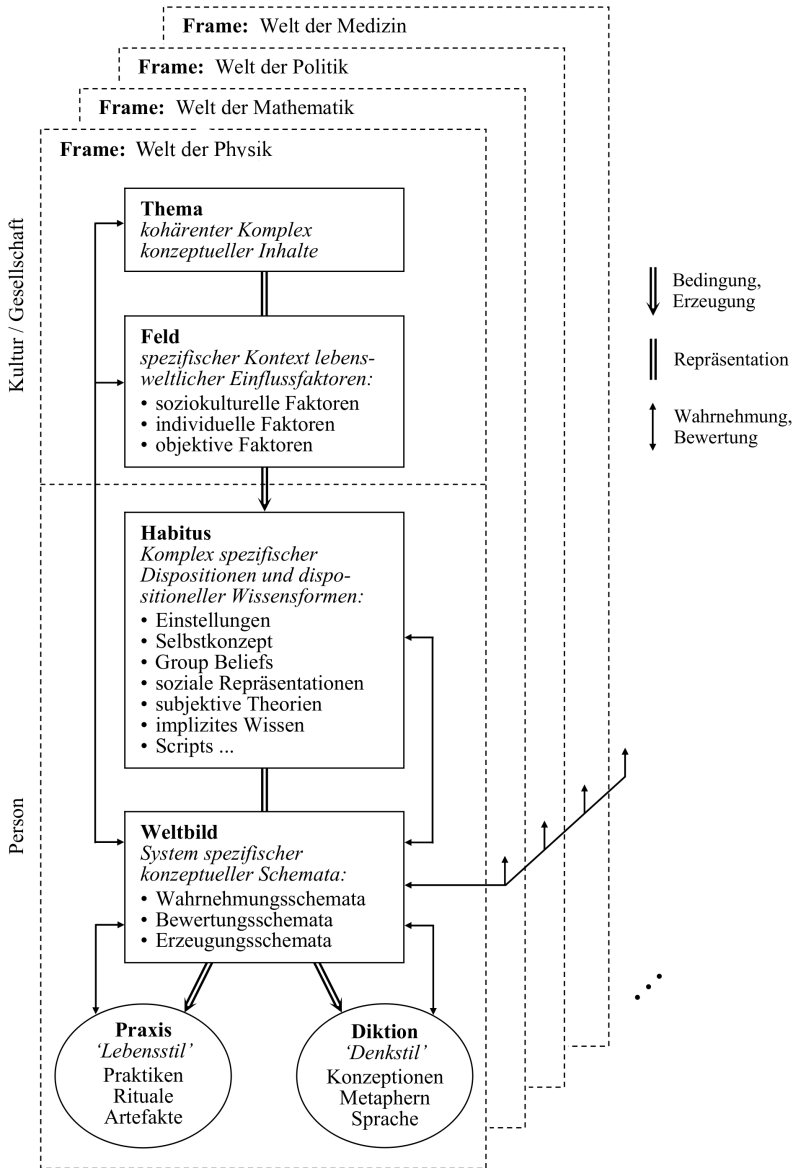 Frame: Welt der Medizin
Frame: Welt der Politik
Frame: Welt der Mathematik
Frame: Welt der Physik
Kultur / Gesellschaft
Thema
kohärenter Komplex
konzeptueller Inhalte
Feld
spezifischer Kontext lebens-
weltlicher Einflussfaktoren:
• soziokulturelle Faktoren
• individuelle Faktoren
• objektive Faktoren
Bedingung,
Erzeugung
Repräsentation
Wahrnehmung,
Bewertung
Person
Habitus
Komplex spezifischer
Dispositionen und dispo-
sitioneller Wissensformen:
• Einstellungen
• Selbstkonzept
• Group Beliefs
• soziale Repräsentationen
• subjektive Theorien
• implizites Wissen
• Scripts ...
Weltbild
System spezifischer
konzeptueller Schemata:
• Wahrnehmungsschemata
• Bewertungsschemata
• Erzeugungsschemata
Praxis
‘Lebensstil’
Praktiken
Rituale
Artefakte
Diktion
‘Denkstil’
Konzeptionen
Metaphern
Sprache